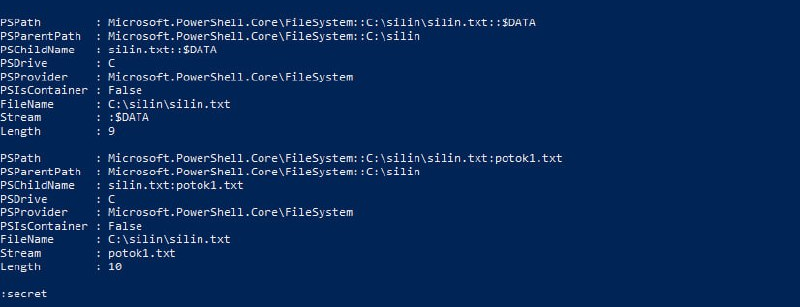 PSPath        : Microsoft.PowerShell.Core\FileSystem::C:\silin\silin.txt::$DATA
PSParentPath  : Microsoft.PowerShell.Core\FileSystem::C:\silin
PSChildName   : silin.txt::$DATA
PSDrive       : C
PSProvider    : Microsoft.PowerShell.Core\FileSystem
PSIsContainer : False
FileName      : C:\silin\silin.txt
Stream        : :$DATA
Length        : 9
PSPath        : Microsoft.PowerShell.Core\FileSystem::C:\silin\silin.txt:potok1.txt
PSParentPath  : Microsoft.PowerShell.Core\FileSystem::C:\silin
PSChildName   : silin.txt:potok1.txt
PSDrive       : C
PSProvider    : Microsoft.PowerShell.Core\FileSystem
PSIsContainer : False
FileName      : C:\silin\silin.txt
Stream        : potok1.txt
Length        : 10
:secret